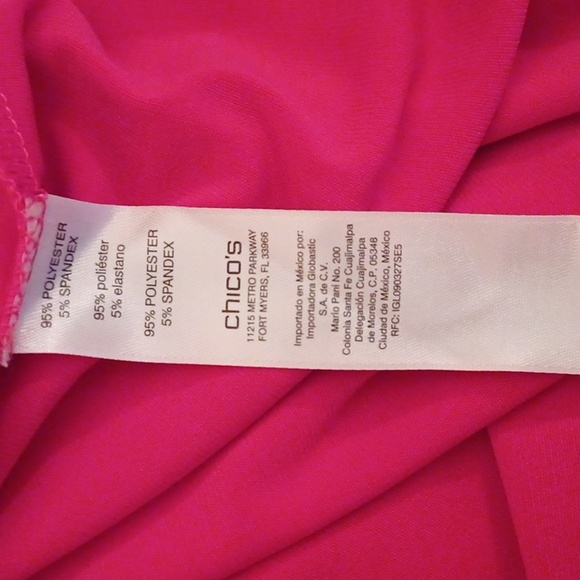 95% POLYESTER
5% SPANDEX
95% poliéster
5% elastano
95% POLYESTER
5% SPANDEX
chico's
11215 METRO PARKWAY
FORT MYERS, FL 33966
Importado en México por:
Importadora Globastic
S.A. de C.V.
Mario Pani No. 200
Colonia Santa Fe Cuajimalpa
Delegación Cuajimalpa
de Morelos, C.P. 05348
Ciudad de México, México
RFC: IGL090327SE5